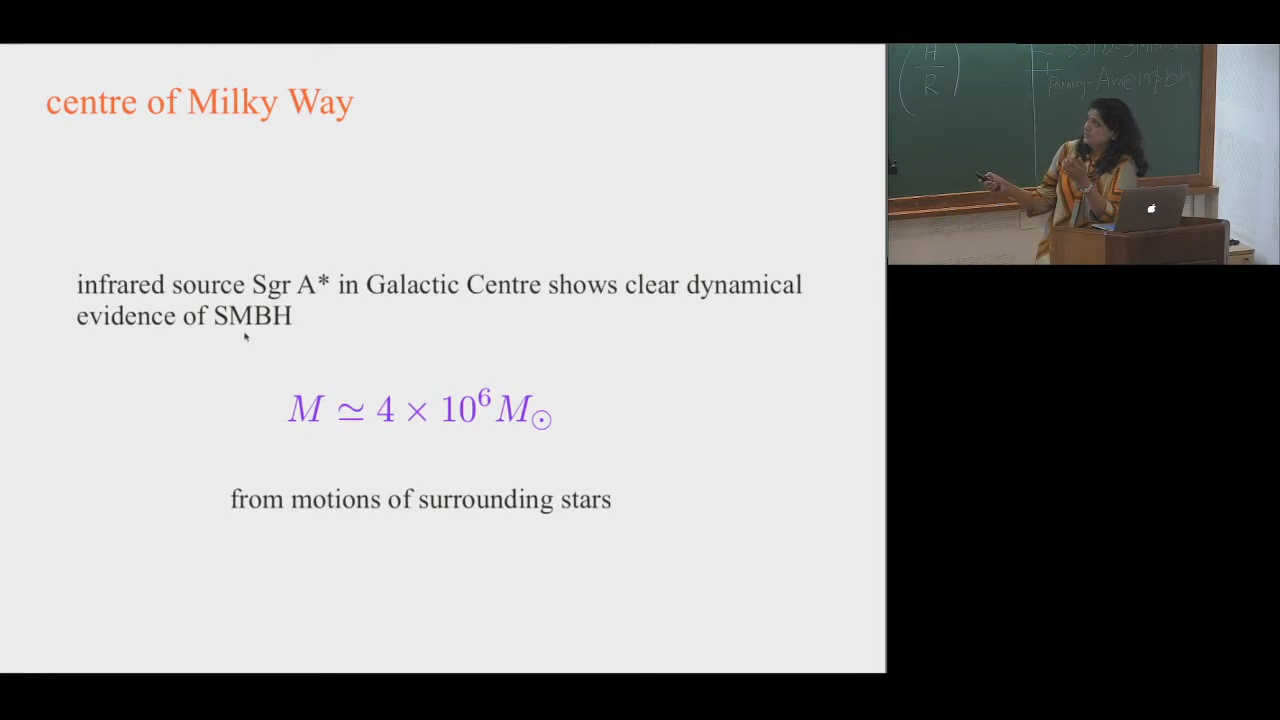 centre of Milky Way
infrared source Sgr A* in Galactic Centre shows clear dynamical
evidence of SMBH
M ≃ 4 × 10⁶ M☉
from motions of surrounding stars
H
R